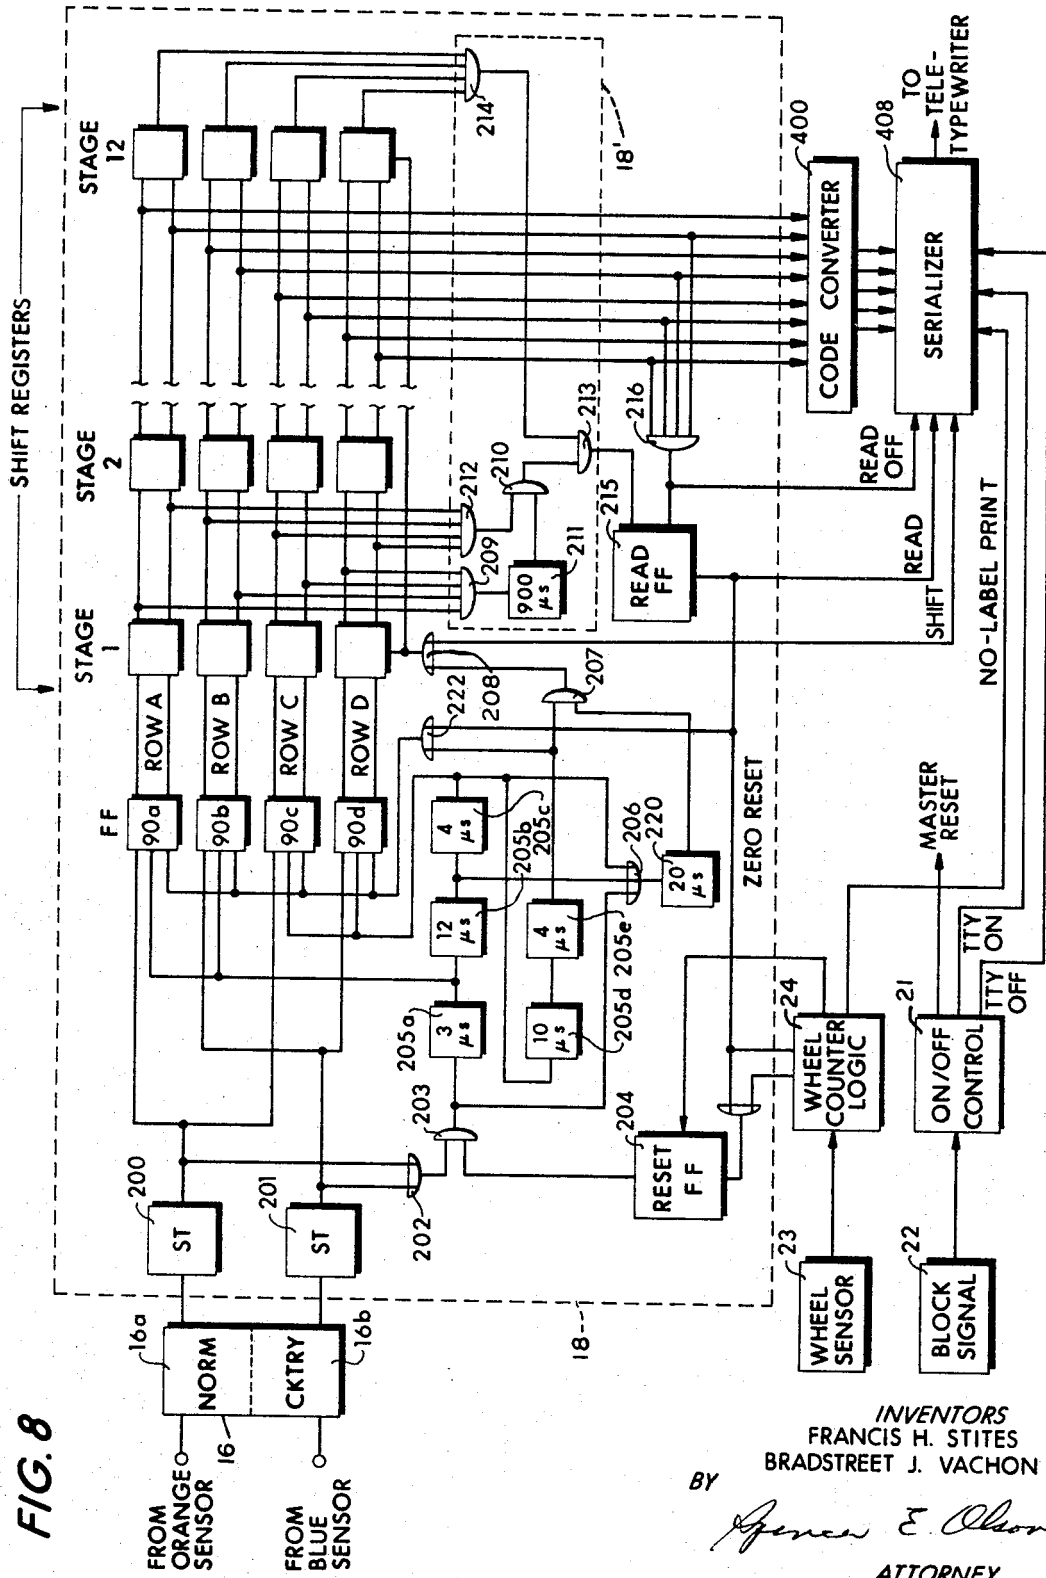 FIG. 8
SHIFT REGISTERS
STAGE
1
STAGE
2
STAGE
12
FF
90a
ROW A
90b
ROW B
90c
ROW C
90d
ROW D
FROM
ORANGE
SENSOR
FROM
BLUE
SENSOR
16a
NORM
CKTRY
16b
16
200
ST
201
ST
202
203
205a
3
µs
12
µs
205b
4
µs
205c
10
µs
205d
4
µs
205e
206
220
20
µs
207
208
222
209
212
210
900
µs
211
213
214
18'
215
READ
FF
216
204
RESET
FF
ZERO RESET
18
400
CODE CONVERTER
408
SERIALIZER
TO
TELE-
TYPEWRITER
READ
OFF
READ
SHIFT
NO-LABEL PRINT
MASTER
RESET
TTY
ON
TTY
OFF
23
WHEEL
SENSOR
24
WHEEL
COUNTER
LOGIC
22
BLOCK
SIGNAL
21
ON/OFF
CONTROL
INVENTORS
FRANCIS H. STITES
BRADSTREET J. VACHON
BY
Spencer E. Olson
ATTORNEY